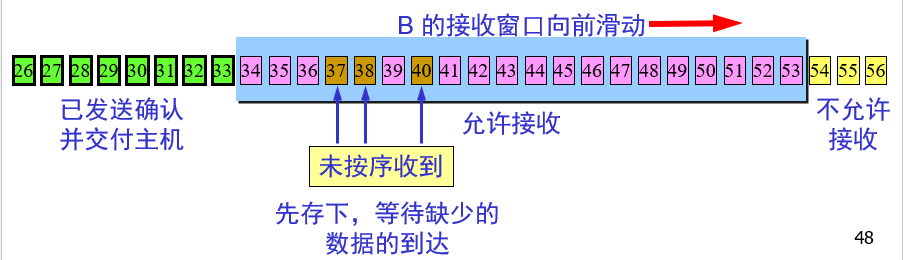 B 的接收窗口向前滑动
26 27 28 29 30 31 32 33 34 35 36 37 38 39 40 41 42 43 44 45 46 47 48 49 50 51 52 53 54 55 56
已发送确认
并交付主机
允许接收
不允许
接收
未按序收到
先存下，等待缺少的
数据的到达
48